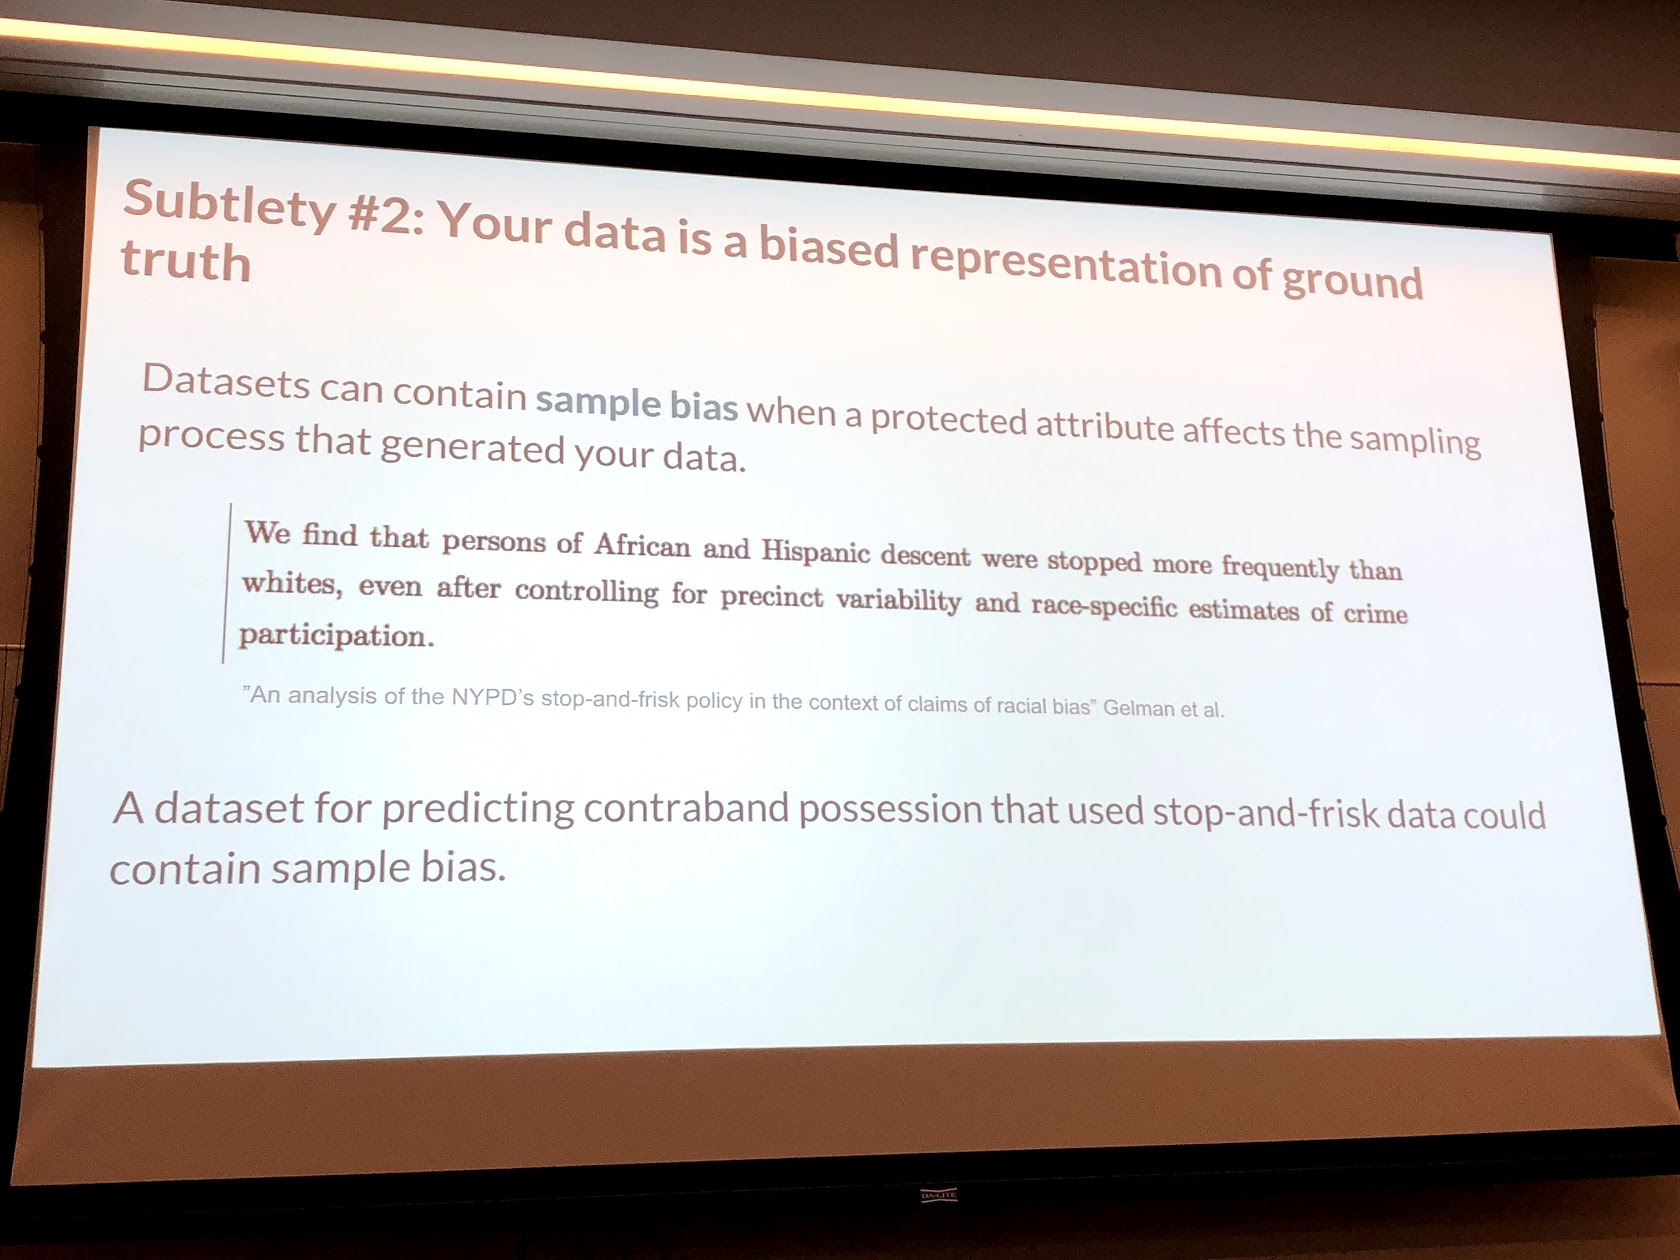 Subtlety #2: Your data is a biased representation of ground
truth
Datasets can contain sample bias when a protected attribute affects the sampling
process that generated your data.
We find that persons of African and Hispanic descent were stopped more frequently than
whites, even after controlling for precinct variability and race-specific estimates of crime
participation.
"An analysis of the NYPD's stop-and-frisk policy in the context of claims of racial bias" Gelman et al.
A dataset for predicting contraband possession that used stop-and-frisk data could
contain sample bias.
DA-LITE